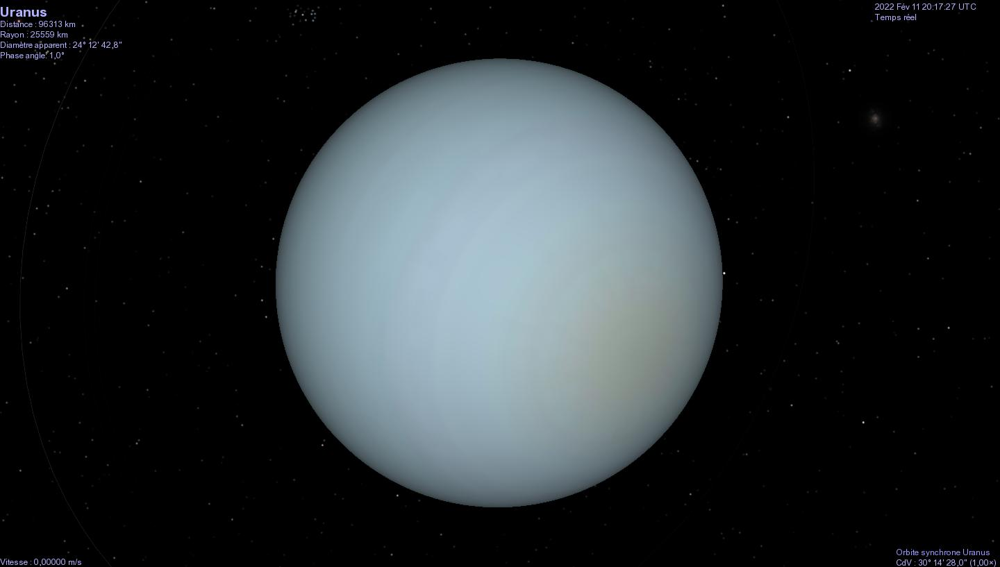 Uranus
Distance : 96313 km
Rayon : 25559 km
Diamètre apparent : 24° 12' 42,8"
Phase angle: 1,0°
2022 Fév 11 20:17:27 UTC
Temps réel
Vitesse : 0,00000 m/s
Orbite synchrone Uranus
CdV : 30° 14' 28,0" (1,00×)